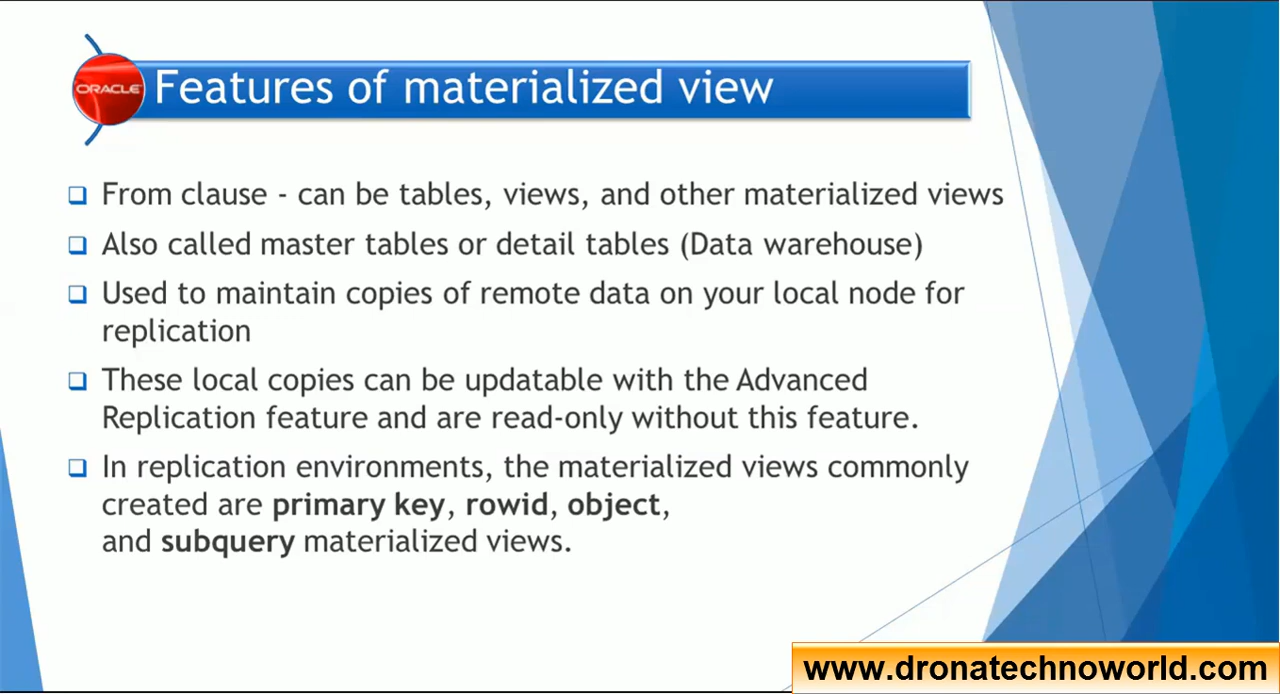 ORACLE
Features of materialized view
From clause - can be tables, views, and other materialized views
Also called master tables or detail tables (Data warehouse)
Used to maintain copies of remote data on your local node for
replication
These local copies can be updatable with the Advanced
Replication feature and are read-only without this feature.
In replication environments, the materialized views commonly
created are primary key, rowid, object,
and subquery materialized views.
www.dronatechnoworld.com